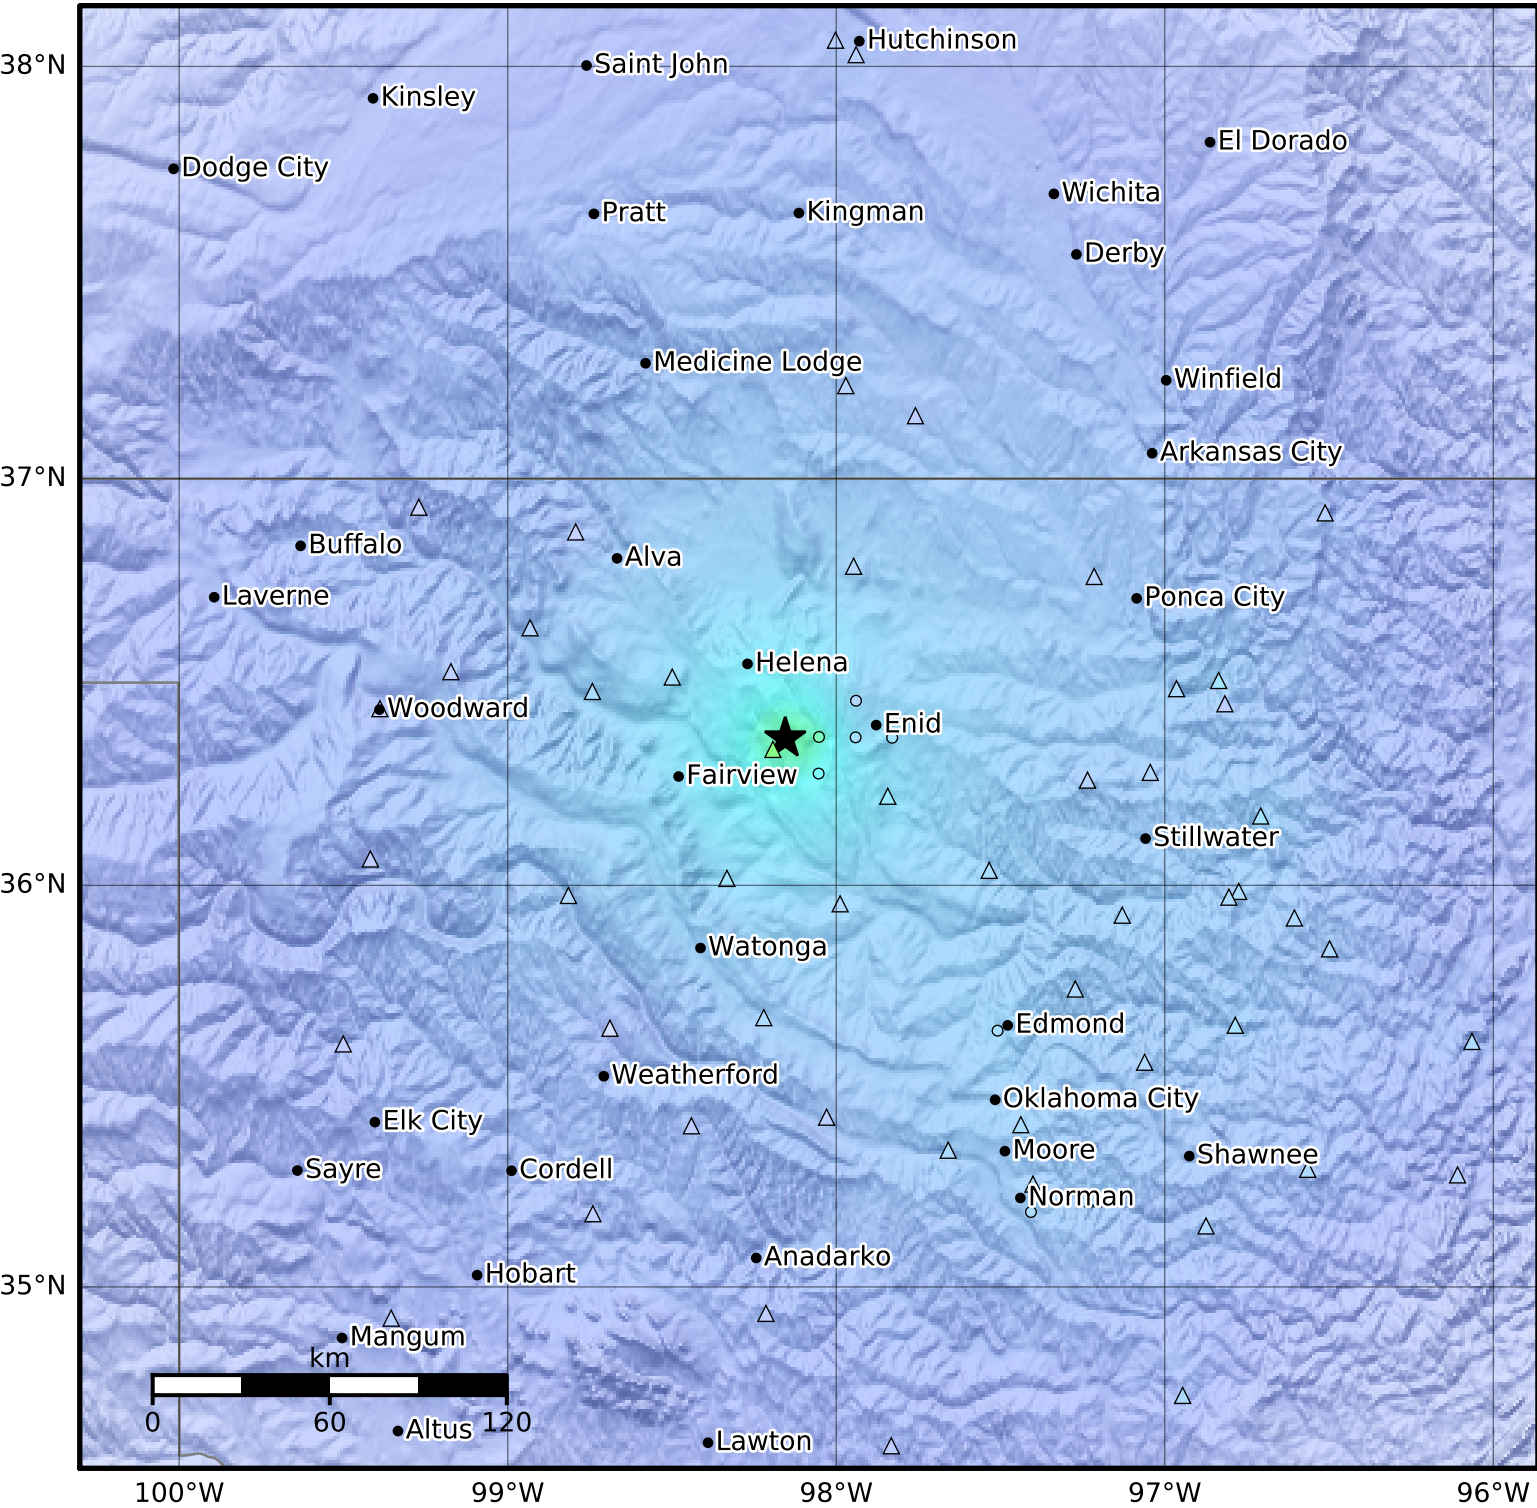 Hutchinson
38°N
Saint John
Kinsley
El Dorado
Dodge City
Wichita
Pratt
Kingman
Derby
Medicine Lodge
Winfield
Arkansas City
37°N
Buffalo
Alva
Laverne
Ponca City
Helena
Woodward
Enid
Fairview
Stillwater
36°N
Watonga
Edmond
Weatherford
Oklahoma City
Elk City
Moore
Shawnee
Sayre
Cordell
Norman
Anadarko
Hobart
35°N
Mangum
km
0 60 120
Altus
Lawton
100°W 99°W 98°W 97°W 96°W